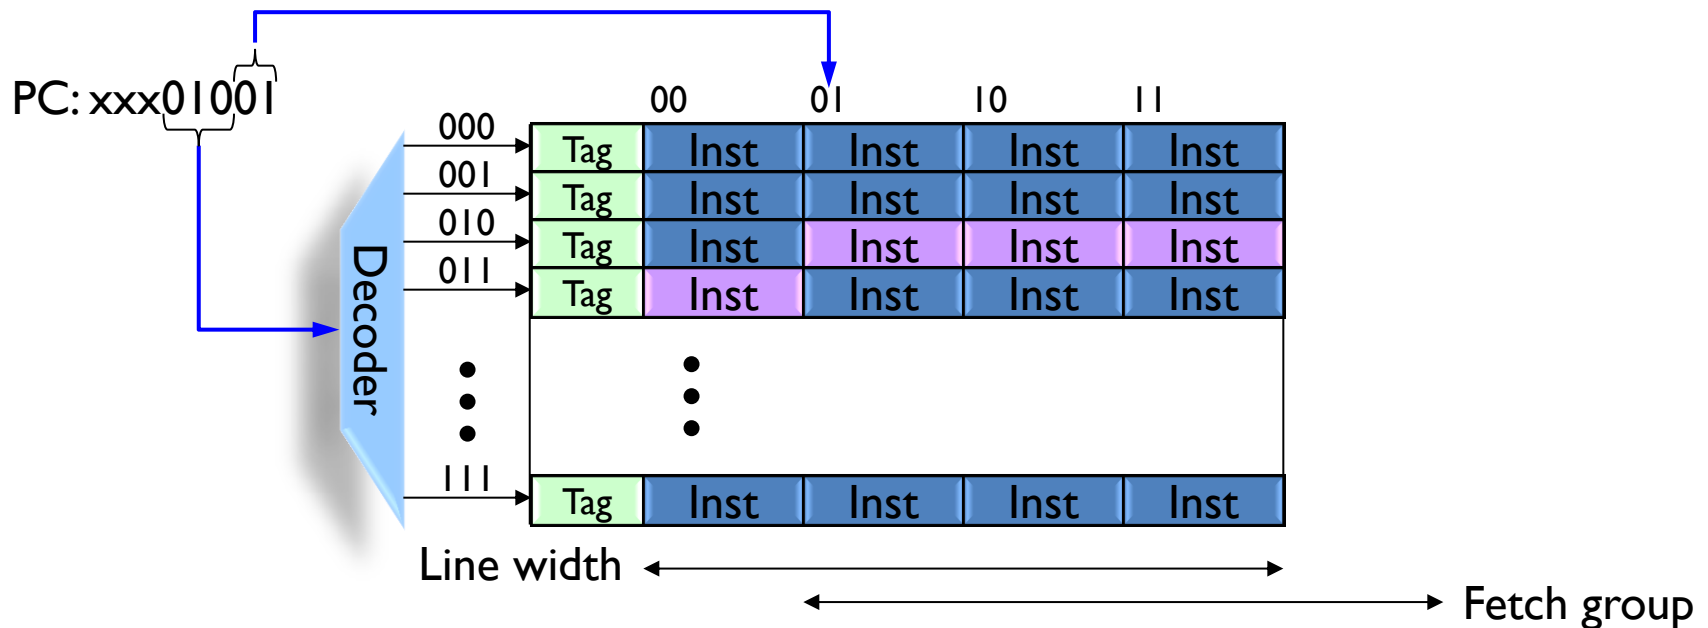 PC: xxx01001
00 01 10 11
000 Tag Inst Inst Inst Inst
001 Tag Inst Inst Inst Inst
010 Tag Inst Inst Inst Inst
011 Tag Inst Inst Inst Inst
Decoder
111 Tag Inst Inst Inst Inst
Line width
Fetch group